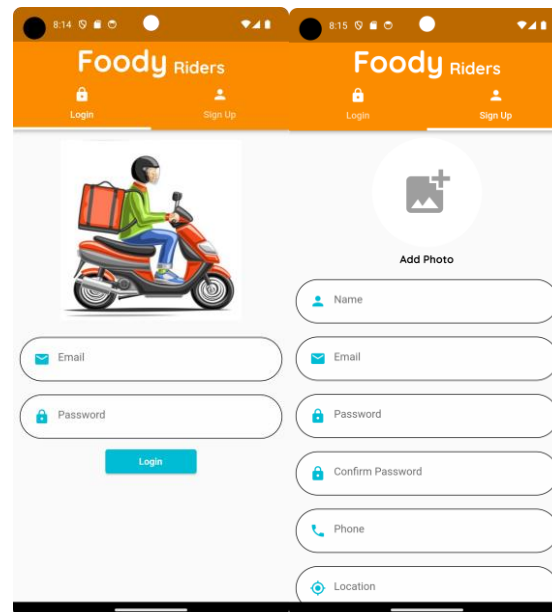 8:14
Foody Riders
Login
Sign Up
Email
Password
Login
8:15
Foody Riders
Login
Sign Up
Add Photo
Name
Email
Password
Confirm Password
Phone
Location